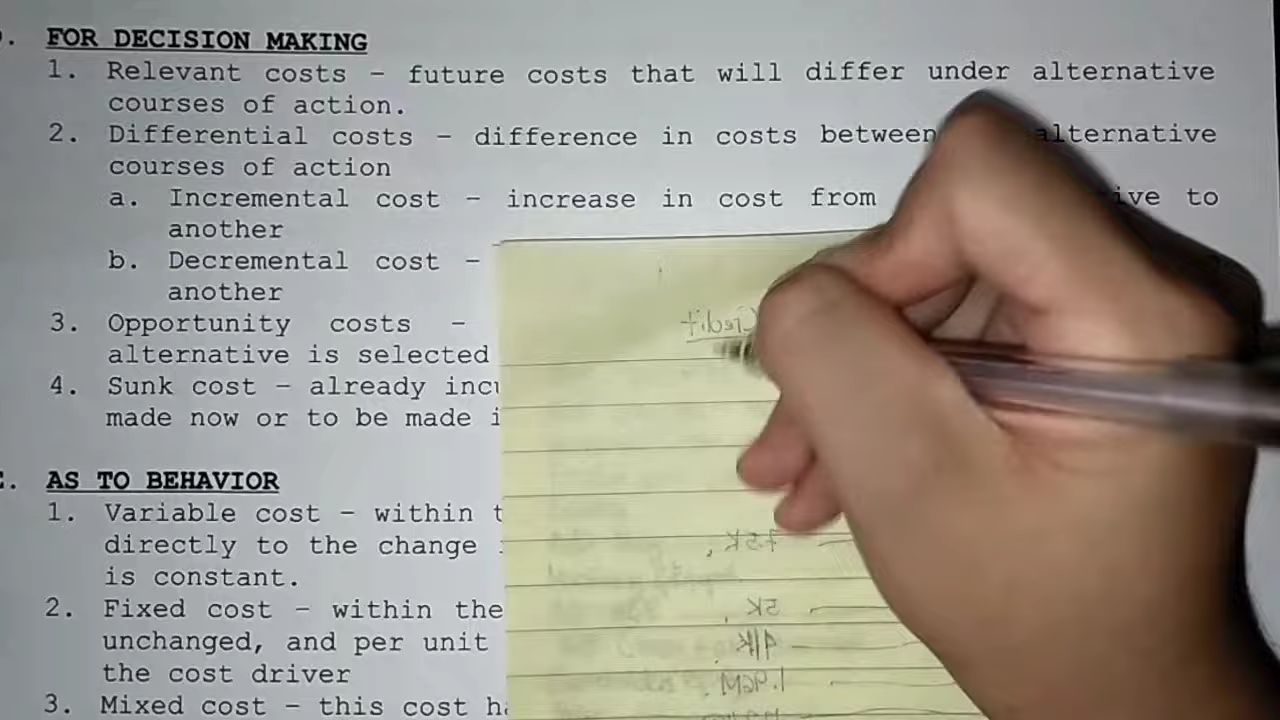 FOR DECISION MAKING
1. Relevant costs – future costs that will differ under alternative
courses of action.
2. Differential costs – difference in costs between alternative
courses of action
a. Incremental cost – increase in cost from to
another
b. Decremental cost –
another
3. Opportunity costs –
alternative is selected
4. Sunk cost – already
made now or to be made
Credit
AS TO BEHAVIOR
1. Variable cost – within
directly to the change
is constant.
75K
2. Fixed cost – within the
5K
unchanged, and per unit
41K
the cost driver
3. Mixed cost – this cost